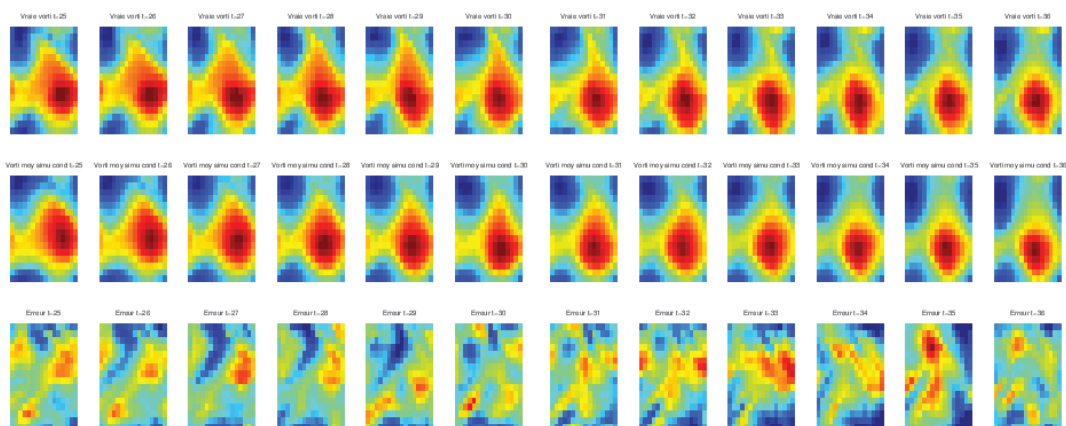 Vraie vorti t=25 Vraie vorti t=26 Vraie vorti t=27 Vraie vorti t=28 Vraie vorti t=29 Vraie vorti t=30 Vraie vorti t=31 Vraie vorti t=32 Vraie vorti t=33 Vraie vorti t=34 Vraie vorti t=35 Vraie vorti t=36
Vorti moy simu cond t=25 Vorti moy simu cond t=26 Vorti moy simu cond t=27 Vorti moy simu cond t=28 Vorti moy simu cond t=29 Vorti moy simu cond t=30 Vorti moy simu cond t=31 Vorti moy simu cond t=32 Vorti moy simu cond t=33 Vorti moy simu cond t=34 Vorti moy simu cond t=35 Vorti moy simu cond t=36
Erreur t=25 Erreur t=26 Erreur t=27 Erreur t=28 Erreur t=29 Erreur t=30 Erreur t=31 Erreur t=32 Erreur t=33 Erreur t=34 Erreur t=35 Erreur t=36